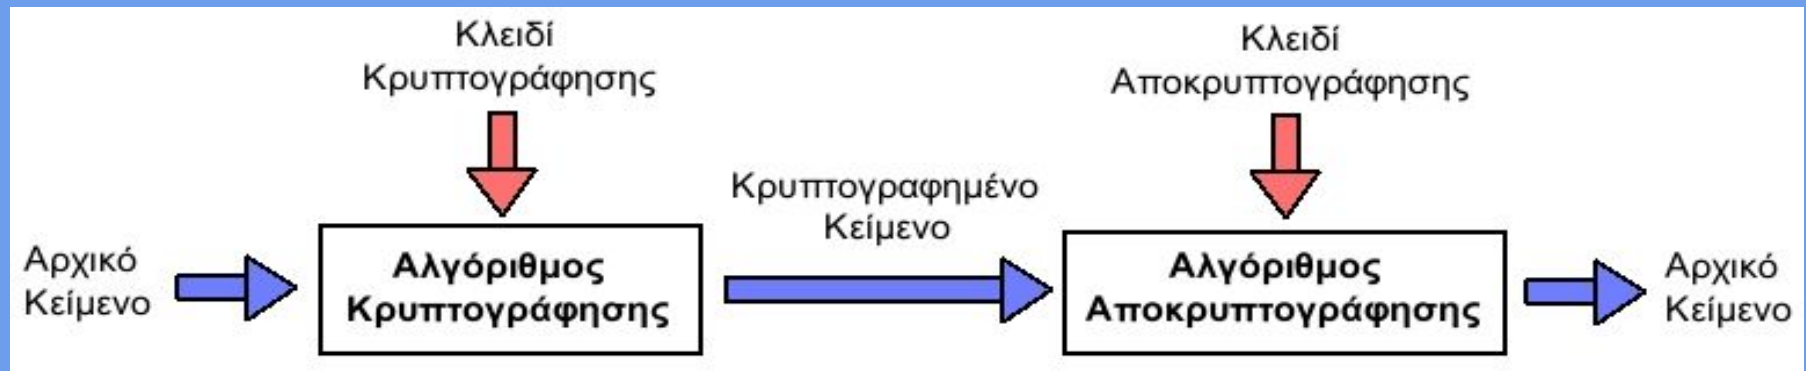 Κλειδί
Κρυπτογράφησης
Κλειδί
Αποκρυπτογράφησης
Αρχικό
Κείμενο
Αλγόριθμος
Κρυπτογράφησης
Κρυπτογραφημένο
Κείμενο
Αλγόριθμος
Αποκρυπτογράφησης
Αρχικό
Κείμενο